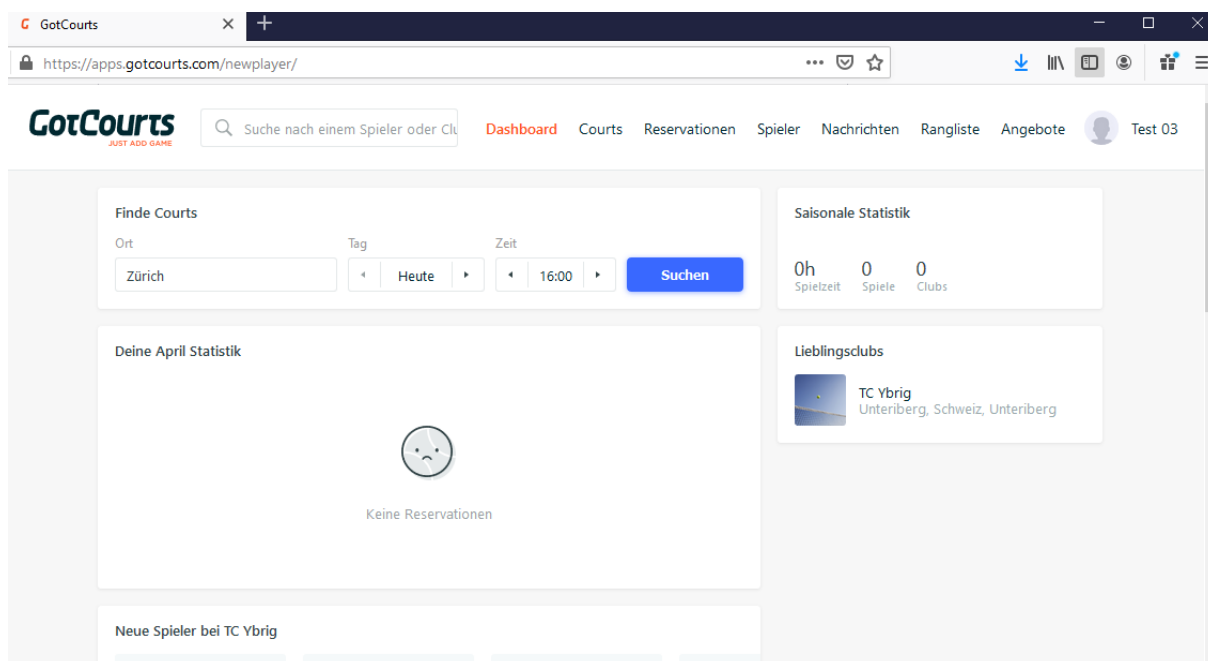 GotCourts
https://apps.gotcourts.com/newplayer/
GotCourts
JUST ADD GAME
Suche nach einem Spieler oder Clu
Dashboard Courts Reservationen Spieler Nachrichten Rangliste Angebote Test 03
Finde Courts
Ort Tag Zeit
Zürich Heute 16:00 Suchen
Saisonale Statistik
0h 0 0
Spielzeit Spiele Clubs
Deine April Statistik
Keine Reservationen
Lieblingsclubs
TC Ybrig
Unteriberg, Schweiz, Unteriberg
Neue Spieler bei TC Ybrig